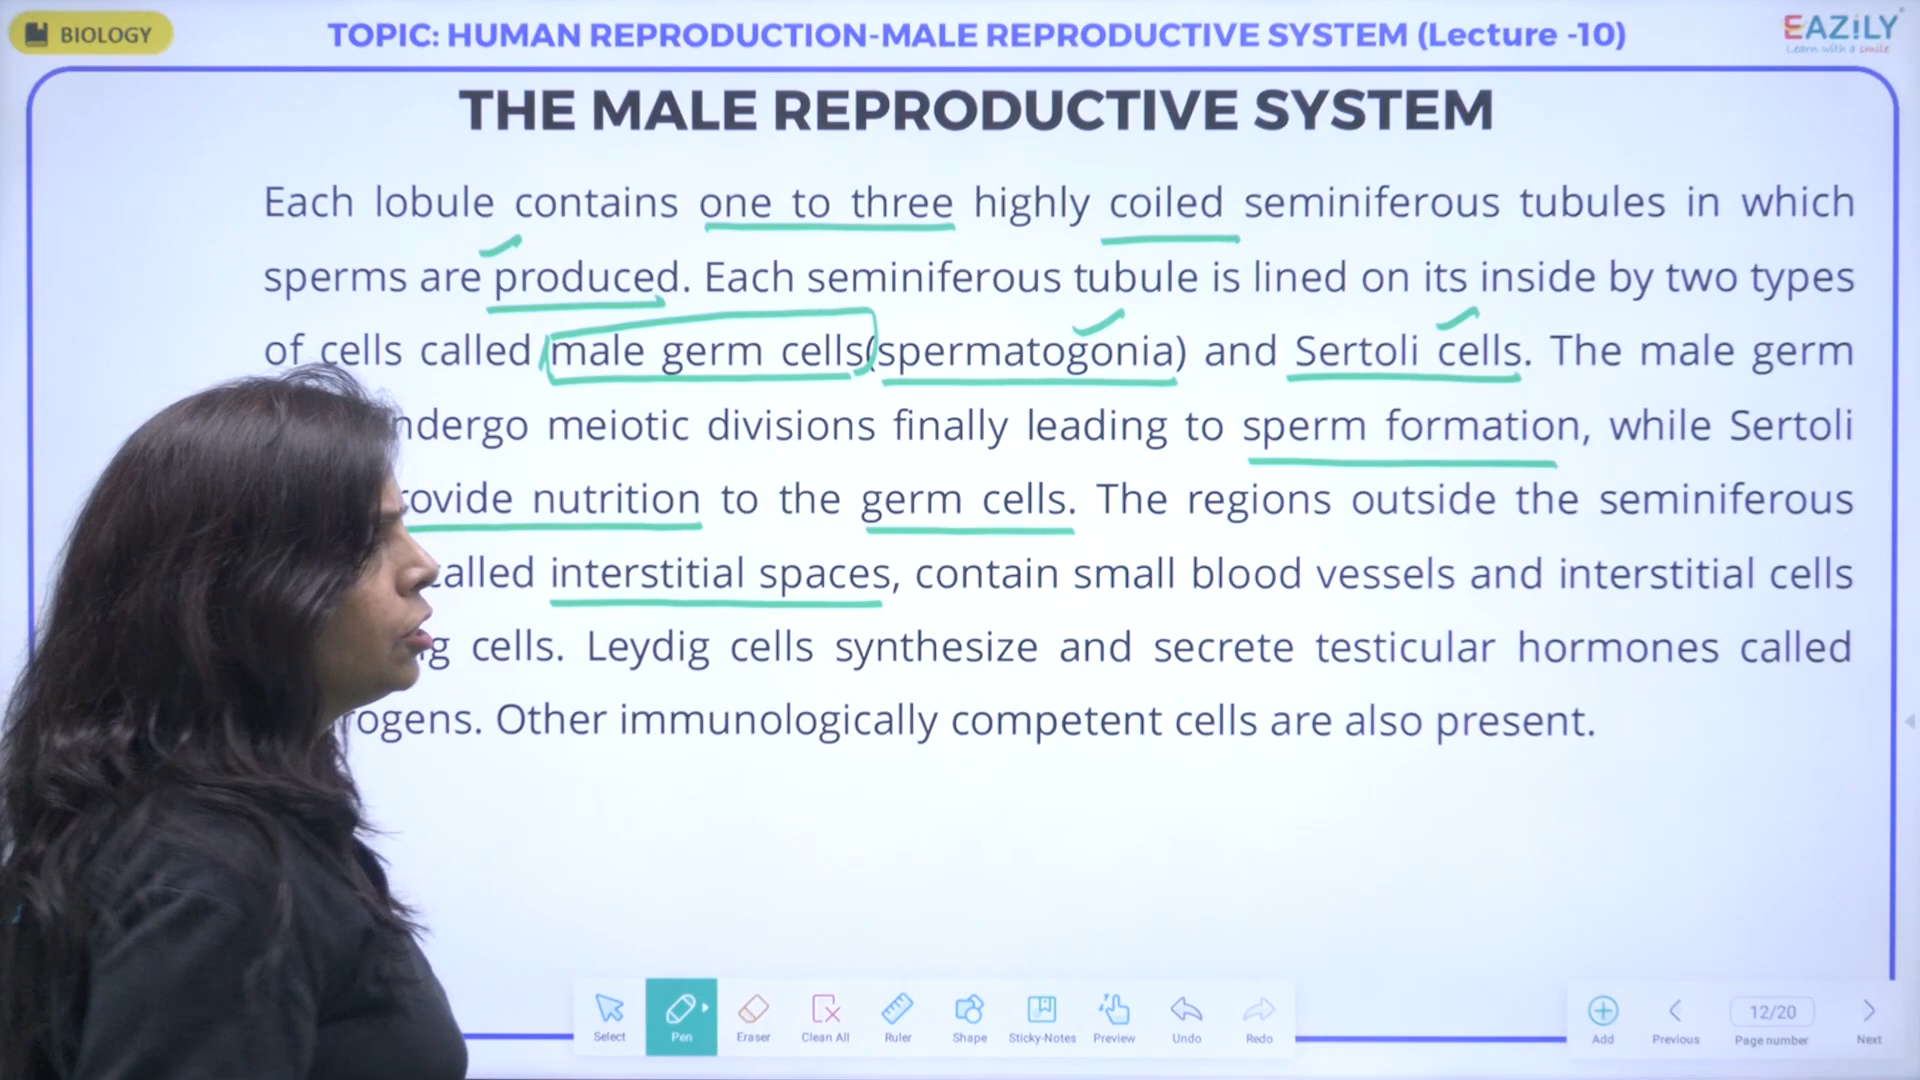 BIOLOGY
TOPIC: HUMAN REPRODUCTION-MALE REPRODUCTIVE SYSTEM (Lecture -10)
EAZiLY
Learn with a smile
THE MALE REPRODUCTIVE SYSTEM
Each lobule contains one to three highly coiled seminiferous tubules in which
sperms are produced. Each seminiferous tubule is lined on its inside by two types
of cells called male germ cells(spermatogonia) and Sertoli cells. The male germ
meiotic divisions finally leading to sperm formation, while Sertoli
nutrition to the germ cells. The regions outside the seminiferous
called interstitial spaces, contain small blood vessels and interstitial cells
cells. Leydig cells synthesize and secrete testicular hormones called
Other immunologically competent cells are also present.
Select Pen Eraser Clean All Ruler Shape Sticky-Notes Preview Undo Redo
Add Previous 12/20 Page number Next